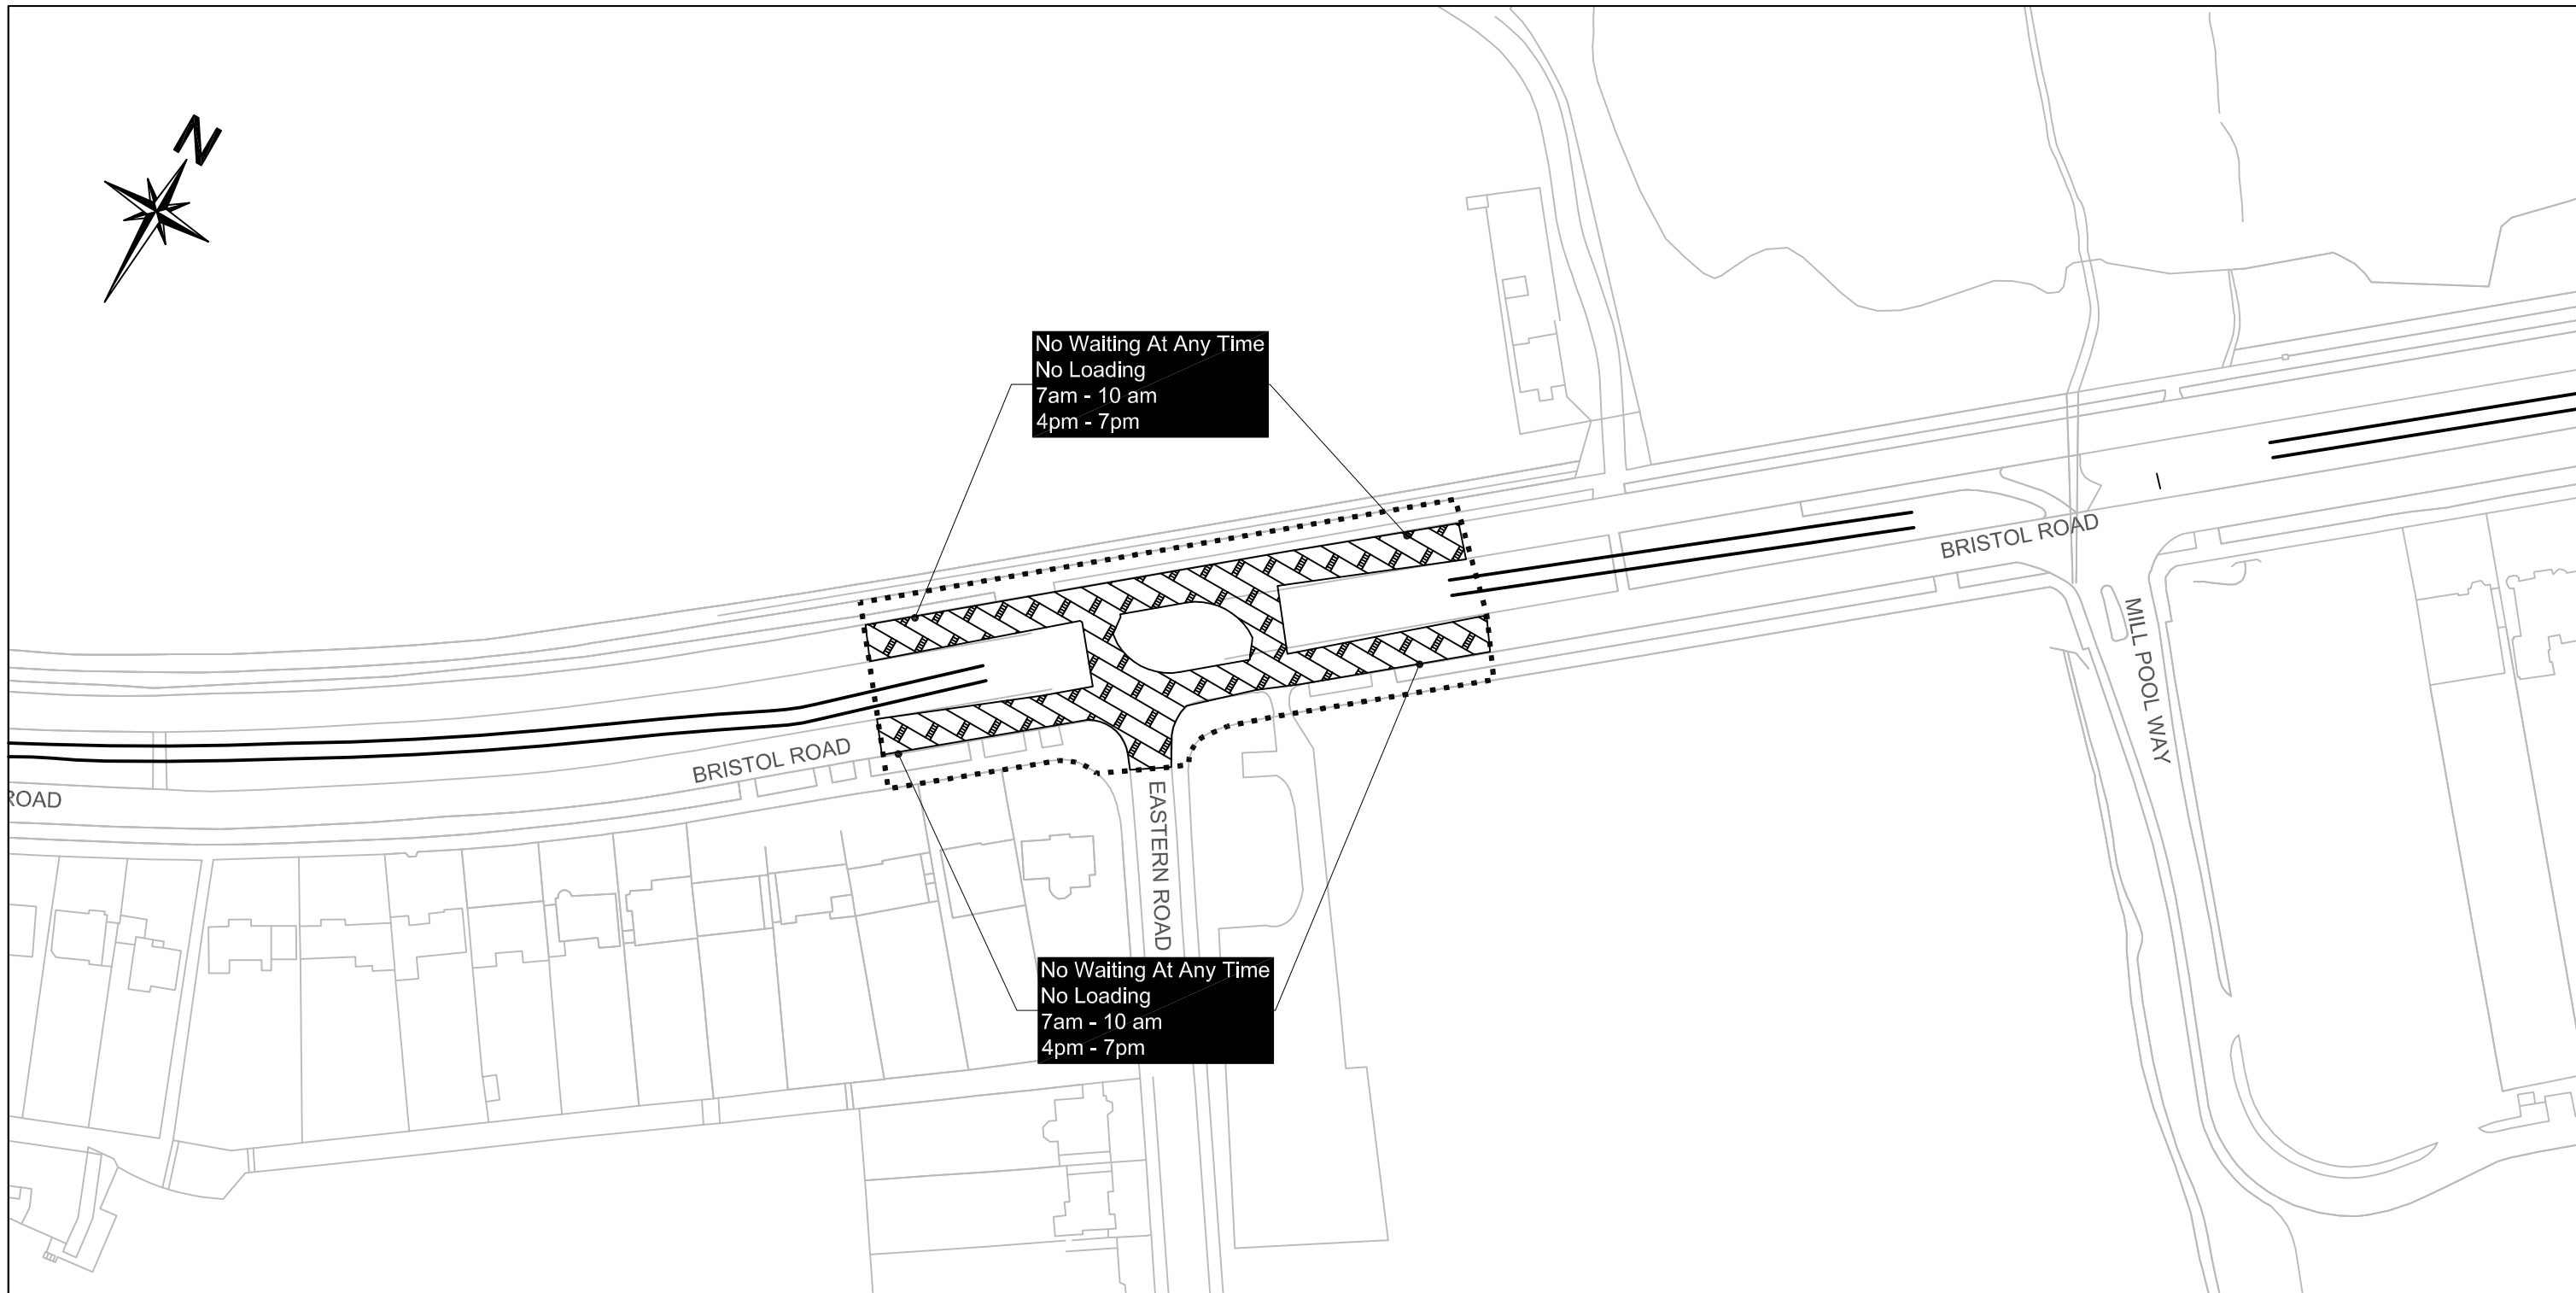 N
No Waiting At Any Time
No Loading
7am - 10 am
4pm - 7pm
BRISTOL ROAD
BRISTOL ROAD
ROAD
MILL POOL WAY
EASTERN ROAD
No Waiting At Any Time
No Loading
7am - 10 am
4pm - 7pm